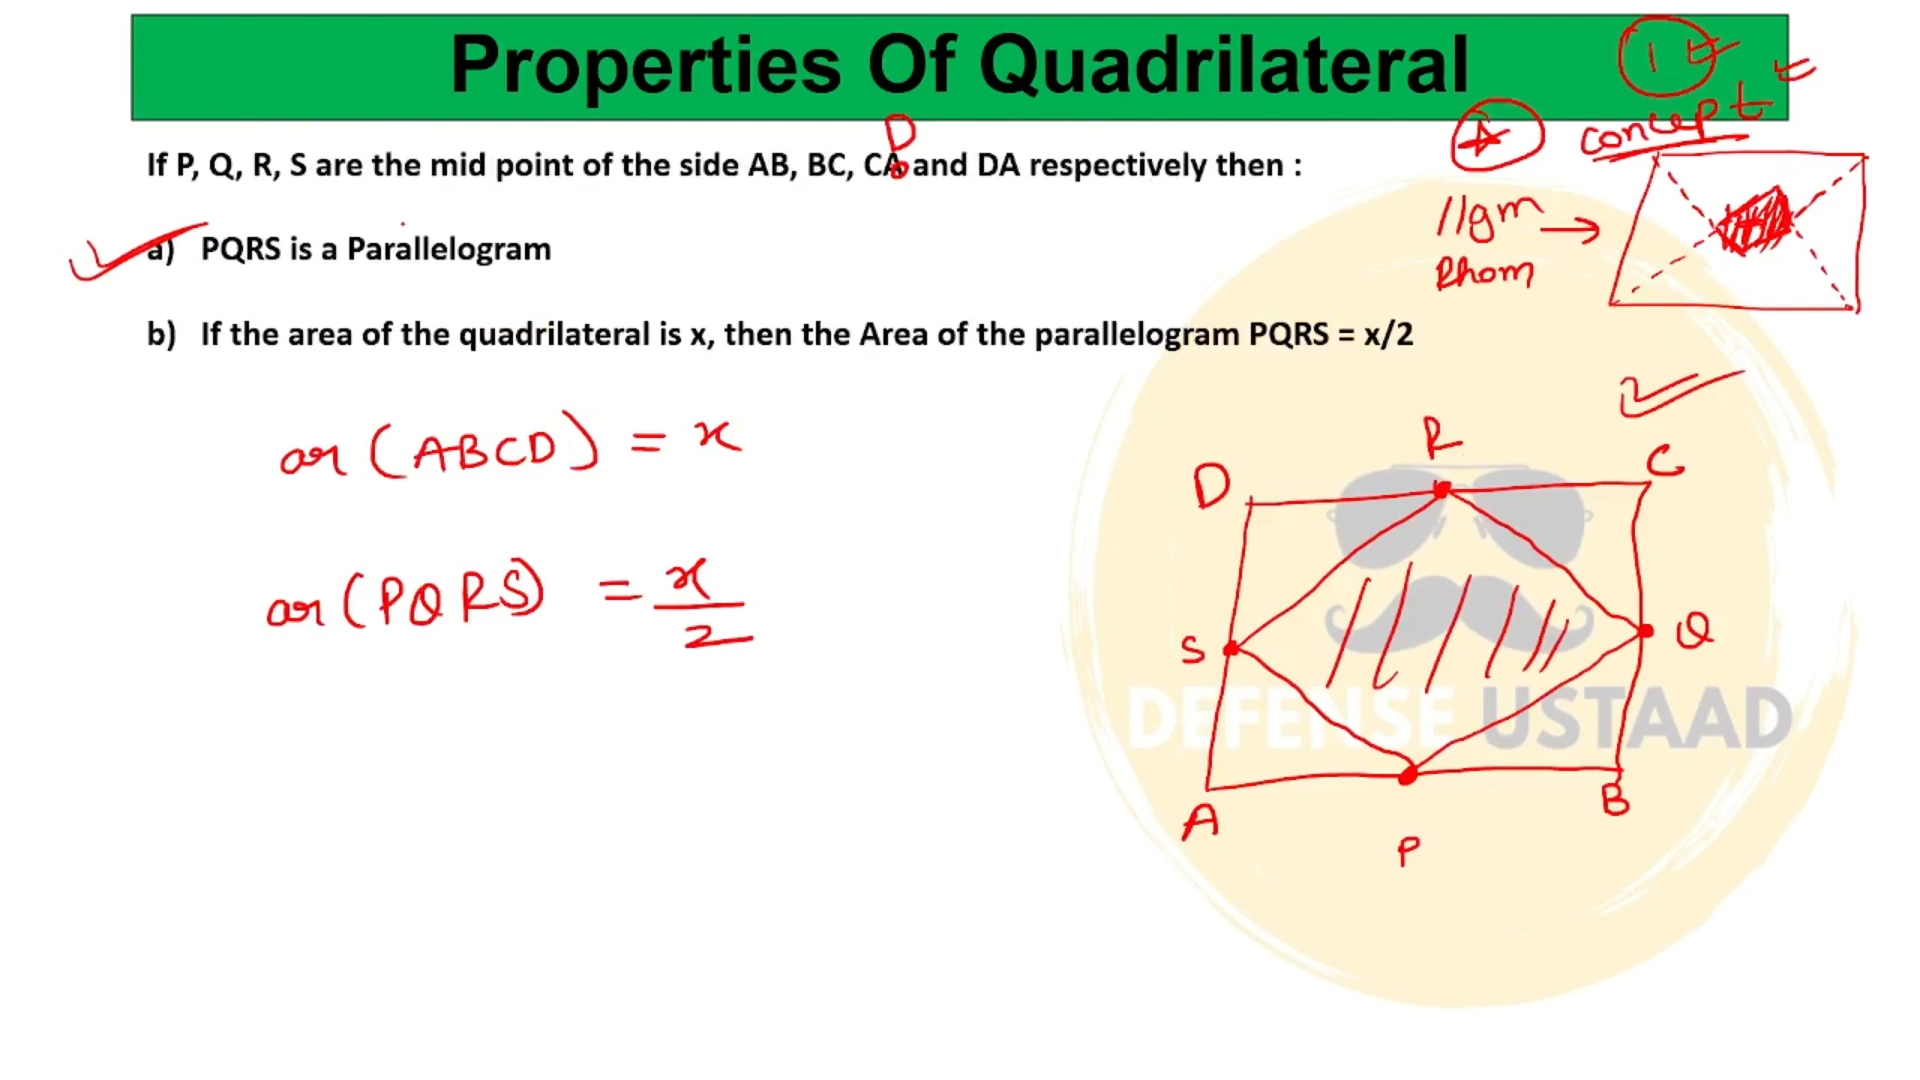 Properties Of Quadrilateral
1
concept
D
If P, Q, R, S are the mid point of the side AB, BC, CA and DA respectively then :
a) PQRS is a Parallelogram
||gm →
Rhom
b) If the area of the quadrilateral is x, then the Area of the parallelogram PQRS = x/2
ar (ABCD) = x
ar (PQRS) = x/2
R
D
C
S
Q
A
B
P
DEFENSE USTAAD